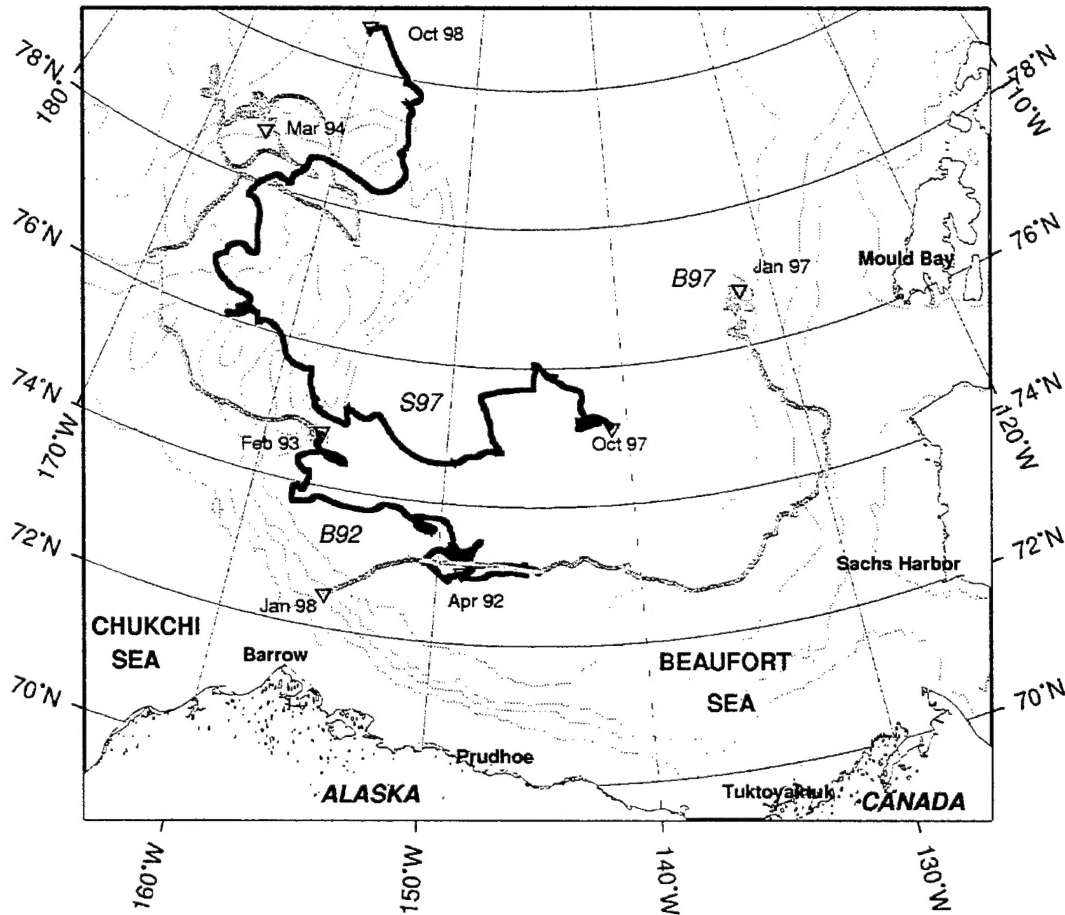 Oct 98
78°N
180°W
78°N
110°W
Mar 94
76°N
76°N
Mould Bay
Jan 97
B97
74°N
170°W
74°N
120°W
S97
Feb 93
Oct 97
B92
72°N
72°N
Sachs Harbor
Jan 98
Apr 92
CHUKCHI
SEA
Barrow
BEAUFORT
SEA
70°N
70°N
Prudhoe
ALASKA
Tuktoyaktuk
CANADA
160°W
150°W
140°W
130°W